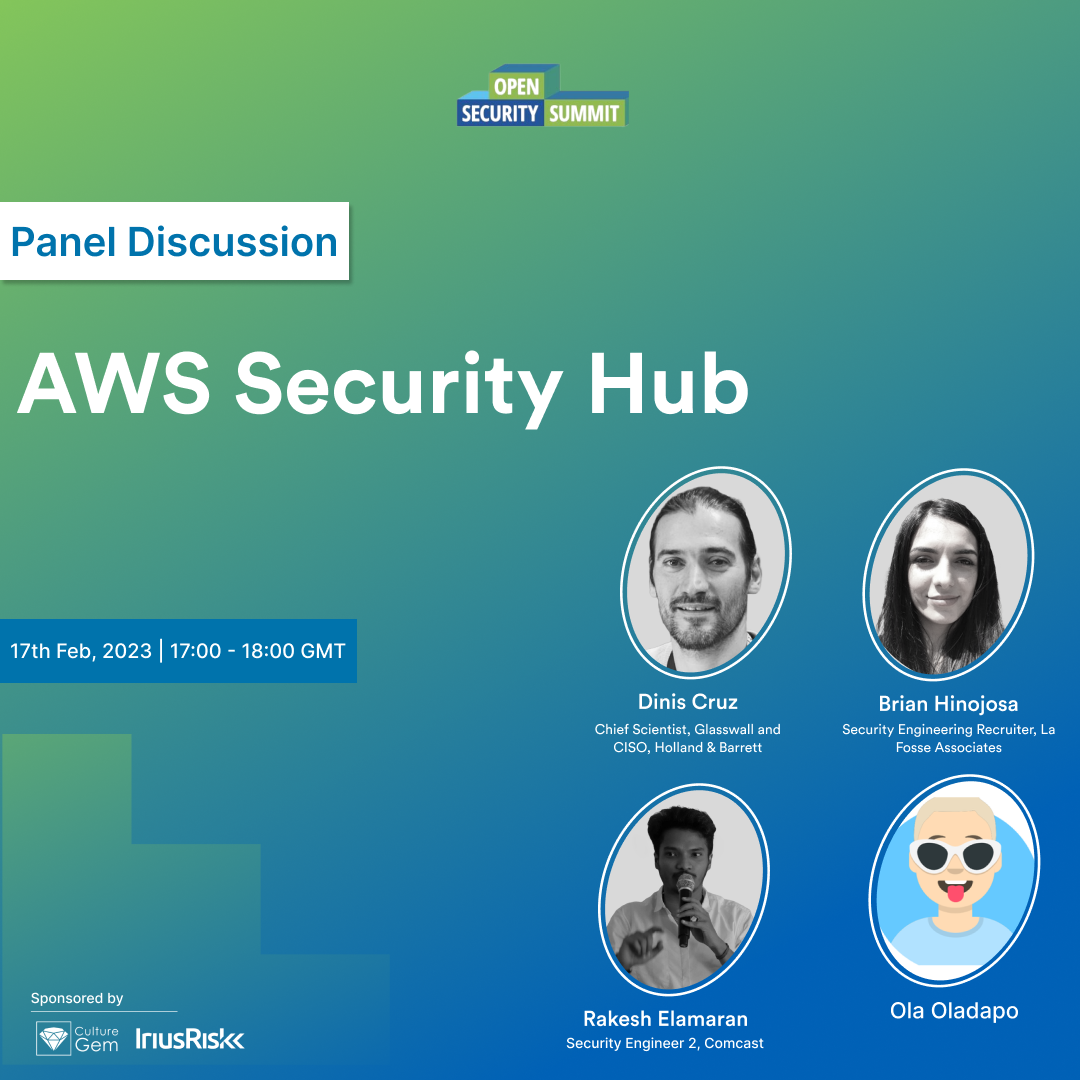 OPEN
SECURITY SUMMIT
Panel Discussion
AWS Security Hub
17th Feb, 2023 | 17:00 - 18:00 GMT
Dinis Cruz
Chief Scientist, Glasswall and
CISO, Holland & Barrett
Brian Hinojosa
Security Engineering Recruiter, La
Fosse Associates
Rakesh Elamaran
Security Engineer 2, Comcast
Ola Oladapo
Sponsored by
Culture
Gem
IriusRisk